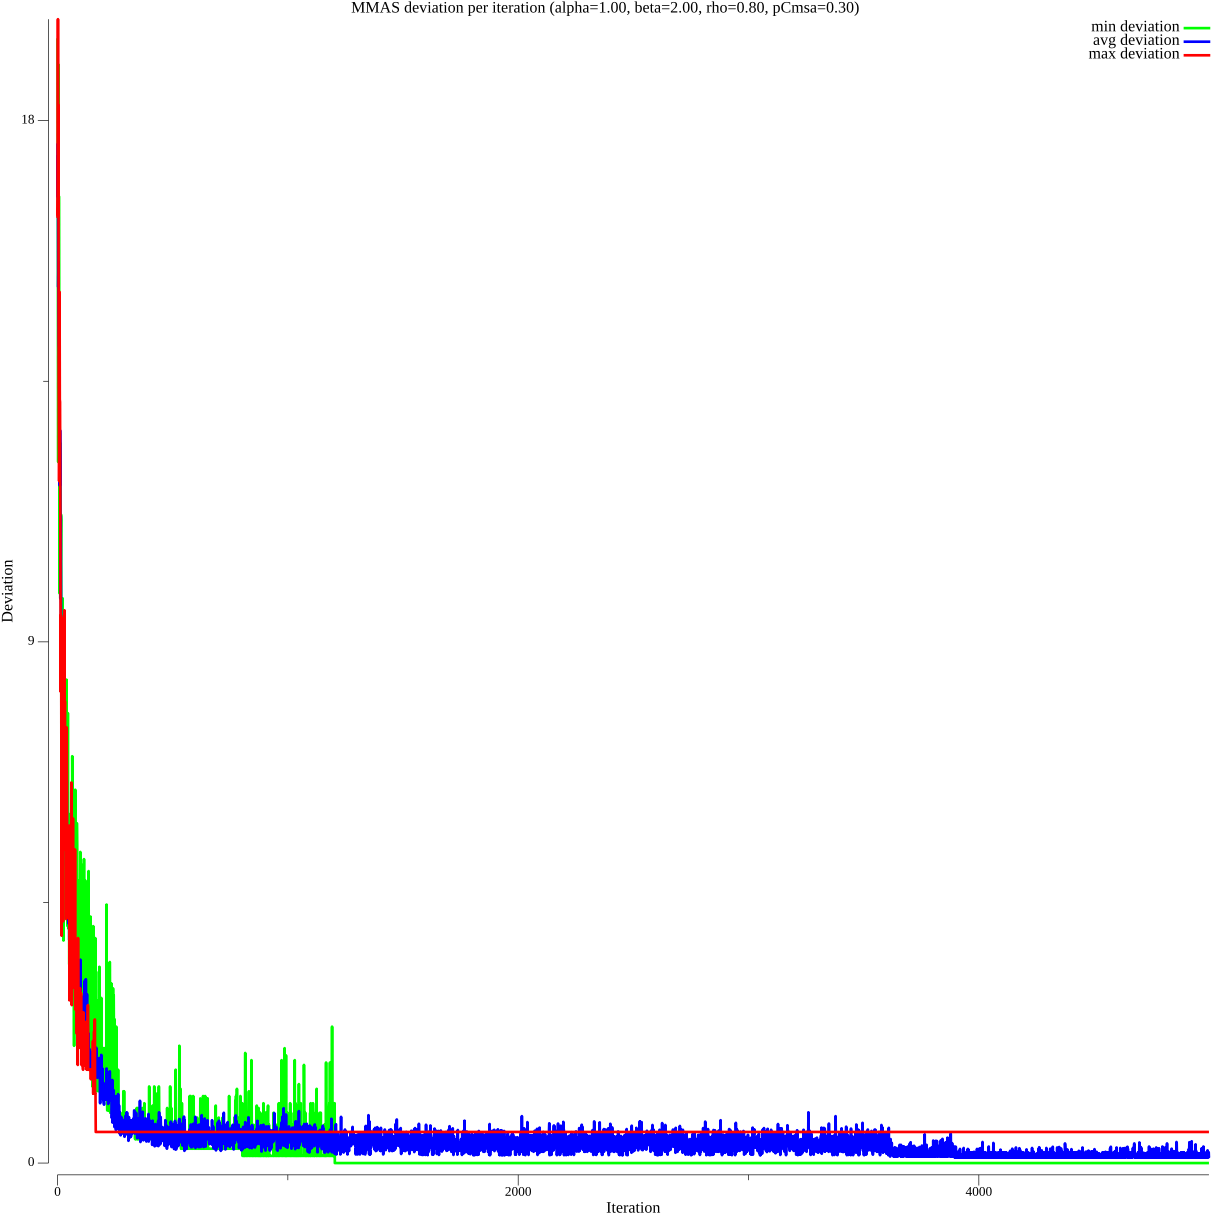 MMAS deviation per iteration (alpha=1.00, beta=2.00, rho=0.80, pCmsa=0.30)
min deviation
avg deviation
max deviation
18
9
0
Deviation
0
2000
4000
Iteration